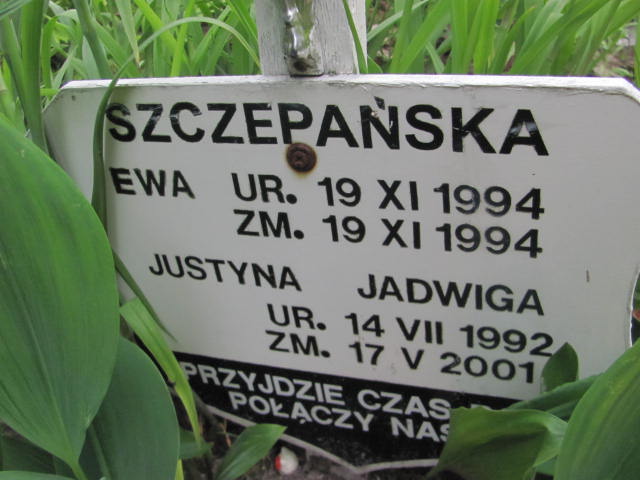 SZCZEPAŃSKA
EWA UR. 19 XI 1994
ZM. 19 XI 1994
JUSTYNA JADWIGA
UR. 14 VII 1992
ZM. 17 V 2001
PRZYJDZIE CZAS
POŁĄCZY NAS